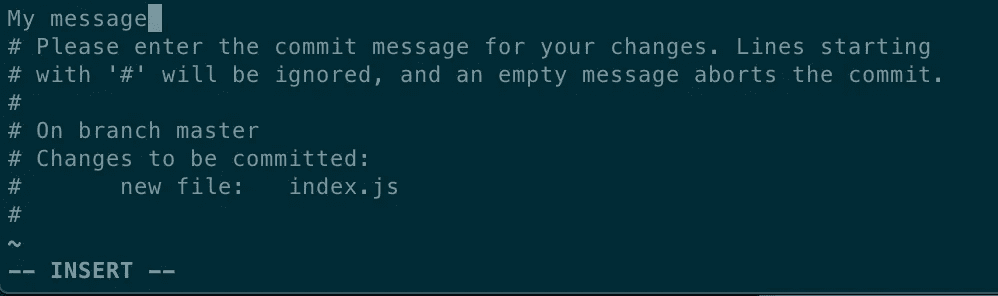 My message
# Please enter the commit message for your changes. Lines starting
# with '#' will be ignored, and an empty message aborts the commit.
#
# On branch master
# Changes to be committed:
#       new file:   index.js
#
~
-- INSERT --